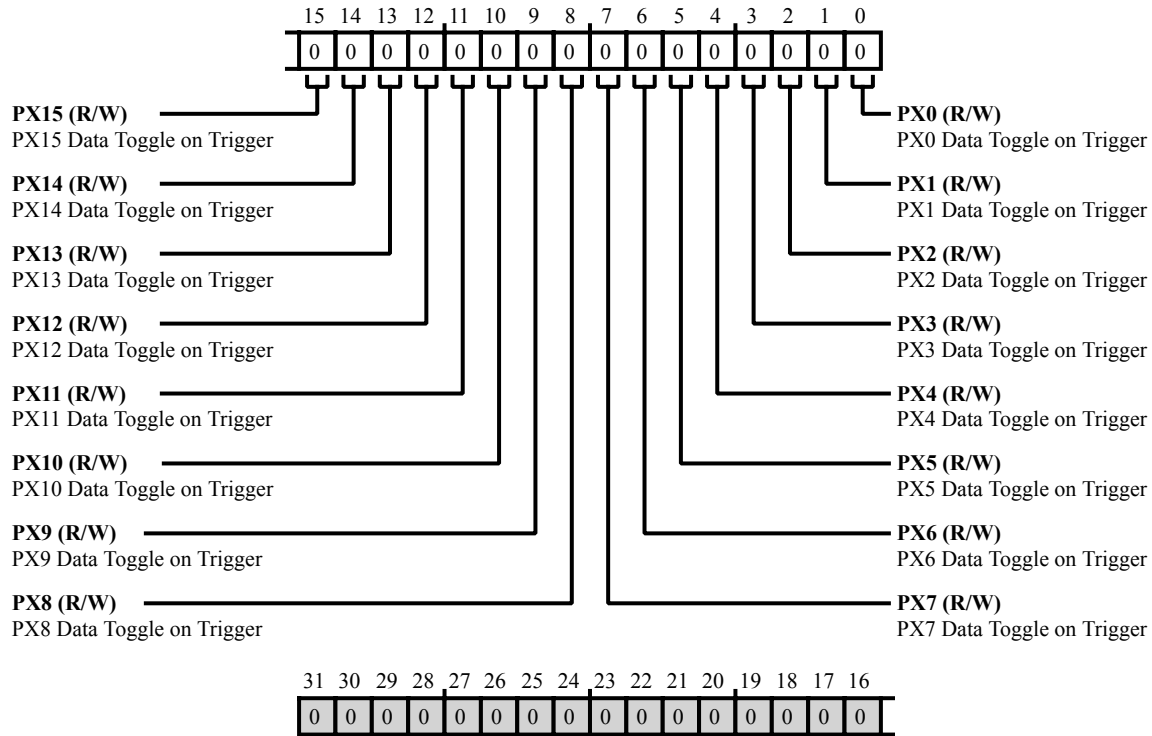 15 14 13 12 11 10 9 8 7 6 5 4 3 2 1 0
0 0 0 0 0 0 0 0 0 0 0 0 0 0 0 0
PX15 (R/W)
PX15 Data Toggle on Trigger
PX14 (R/W)
PX14 Data Toggle on Trigger
PX13 (R/W)
PX13 Data Toggle on Trigger
PX12 (R/W)
PX12 Data Toggle on Trigger
PX11 (R/W)
PX11 Data Toggle on Trigger
PX10 (R/W)
PX10 Data Toggle on Trigger
PX9 (R/W)
PX9 Data Toggle on Trigger
PX8 (R/W)
PX8 Data Toggle on Trigger
PX0 (R/W)
PX0 Data Toggle on Trigger
PX1 (R/W)
PX1 Data Toggle on Trigger
PX2 (R/W)
PX2 Data Toggle on Trigger
PX3 (R/W)
PX3 Data Toggle on Trigger
PX4 (R/W)
PX4 Data Toggle on Trigger
PX5 (R/W)
PX5 Data Toggle on Trigger
PX6 (R/W)
PX6 Data Toggle on Trigger
PX7 (R/W)
PX7 Data Toggle on Trigger
31 30 29 28 27 26 25 24 23 22 21 20 19 18 17 16
0 0 0 0 0 0 0 0 0 0 0 0 0 0 0 0